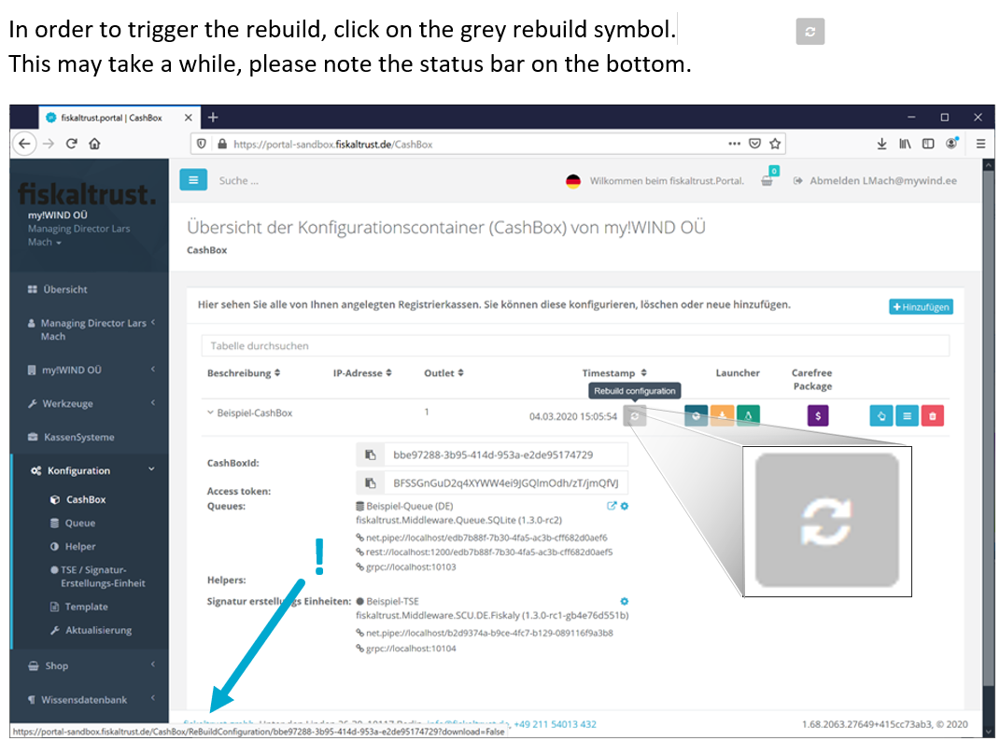 In order to trigger the rebuild, click on the grey rebuild symbol.
This may take a while, please note the status bar on the bottom.
fiskaltrust.portal | CashBox
https://portal-sandbox.fiskaltrust.de/CashBox
fiskaltrust.
my!WIND OÜ
Managing Director Lars
Mach
Suche ...
Wilkommen beim fiskaltrust.Portal.
0
Abmelden LMach@mywind.ee
Übersicht der Konfigurationscontainer (CashBox) von my!WIND OÜ
CashBox
Übersicht
Managing Director Lars
Mach
my!WIND OÜ
Werkzeuge
KassenSysteme
Konfiguration
CashBox
Queue
Helper
TSE / Signatur-
Erstellungs-Einheit
Template
Aktualisierung
Shop
Wissensdatenbank
Hier sehen Sie alle von Ihnen angelegten Registrierkassen. Sie können diese konfigurieren, löschen oder neue hinzufügen.
+ Hinzufügen
Tabelle durchsuchen
Beschreibung IP-Adresse Outlet Timestamp Launcher Carefree
Package
Rebuild configuration
Beispiel-CashBox 1 04.03.2020 15:05:54 $
CashBoxId: bbe97288-3b95-414d-953a-e2de95174729
Access token: BFSSGnGuD2q4XYWW4ei9JGQlmOdh/zT/jmQfVJ
Queues: Beispiel-Queue (DE)
fiskaltrust.Middleware.Queue.SQLite (1.3.0-rc2)
net.pipe://localhost/edb7b88f-7b30-4fa5-ac3b-cff682d0aef6
rest://localhost:1200/edb7b88f-7b30-4fa5-ac3b-cff682d0aef5
grpc://localhost:10103
!
Helpers:
Signatur erstellungs Einheiten: Beispiel-TSE
fiskaltrust.Middleware.SCU.DE.Fiskaly (1.3.0-rc1-gb4e76d551b)
net.pipe://localhost/b2d9374a-b9ce-4fc7-b129-089116f9a3b8
grpc://localhost:10104
+49 211 54013 432
1.68.2063.27649+415cc73ab3, © 2020
https://portal-sandbox.fiskaltrust.de/CashBox/ReBuildConfiguration/bbe97288-3b95-414d-953a-e2de95174729?download=False